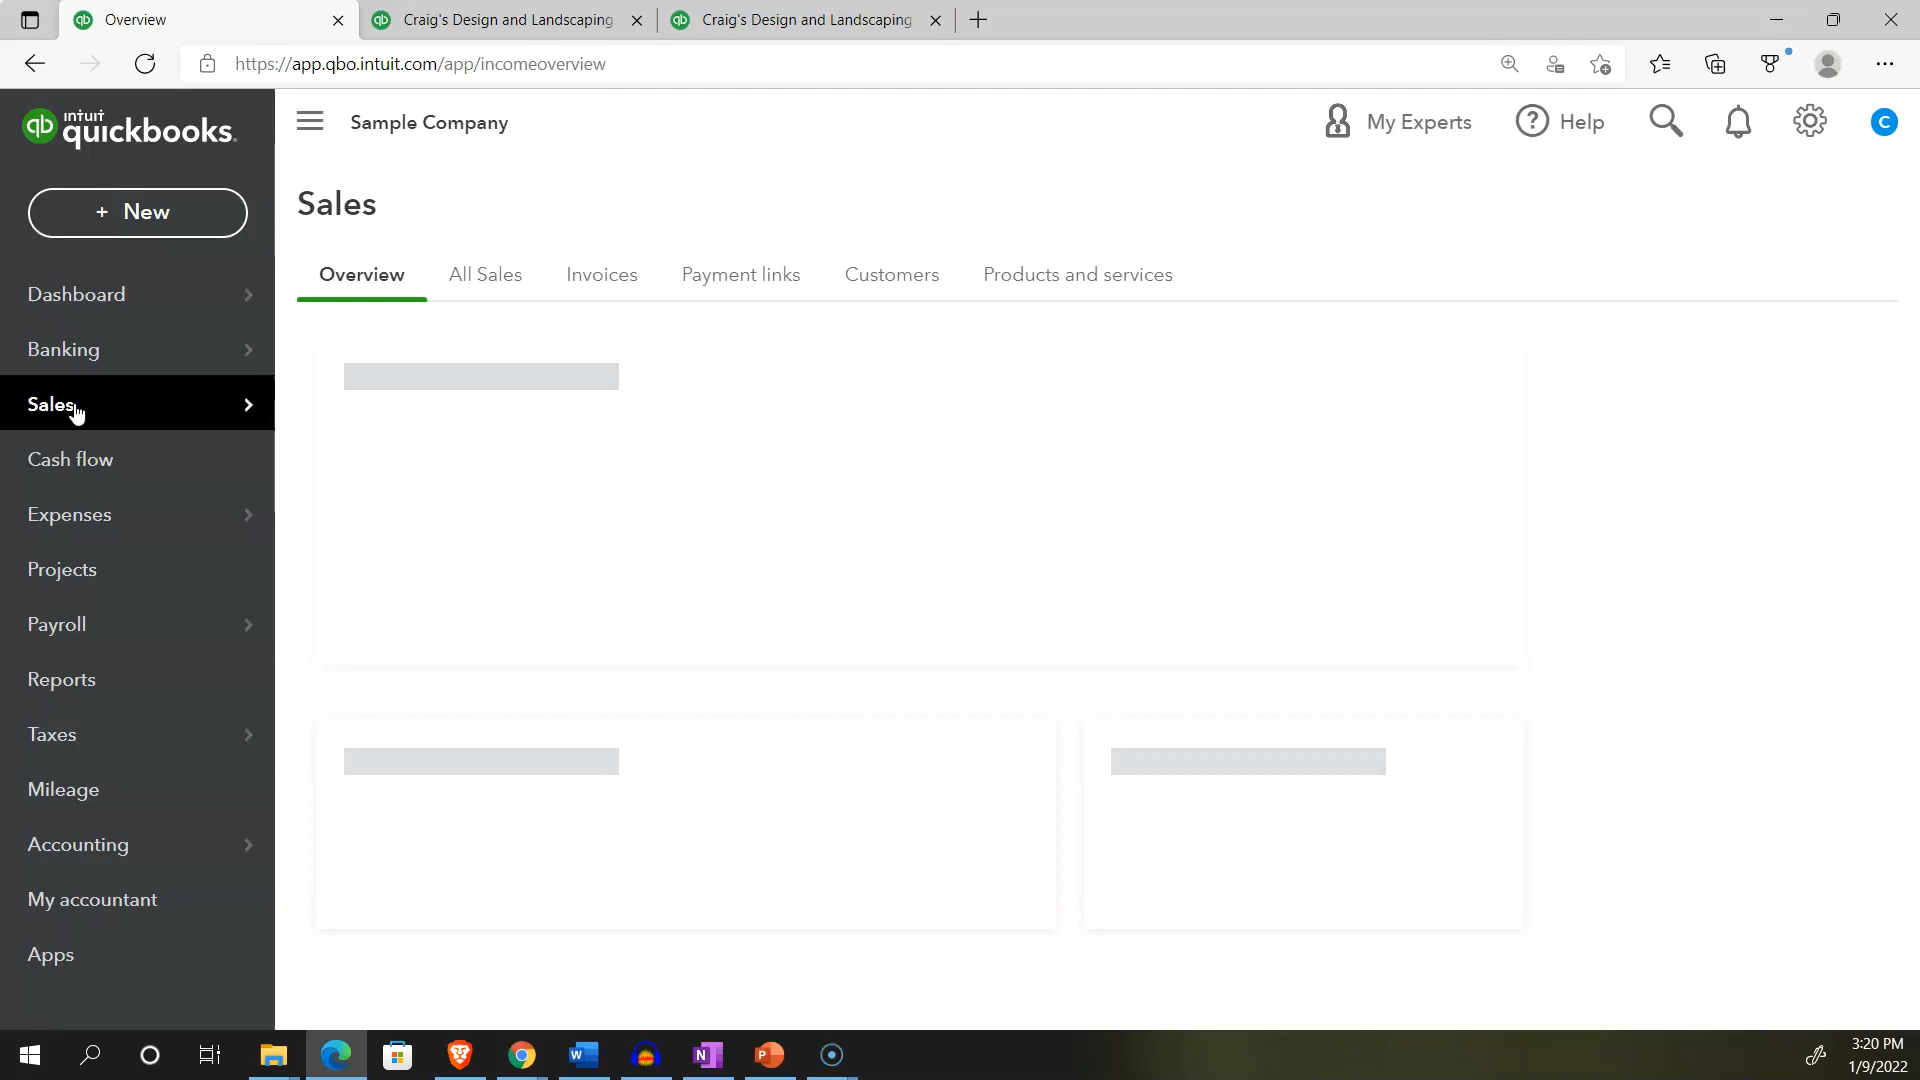 Overview
Craig's Design and Landscaping
Craig's Design and Landscaping
https://app.qbo.intuit.com/app/incomeoverview
intuit
quickbooks.
qb
Sample Company
My Experts
Help
C
+ New
Sales
Overview
All Sales
Invoices
Payment links
Customers
Products and services
Dashboard
Banking
Sales
Cash flow
Expenses
Projects
Payroll
Reports
Taxes
Mileage
Accounting
My accountant
Apps
3:20 PM
1/9/2022